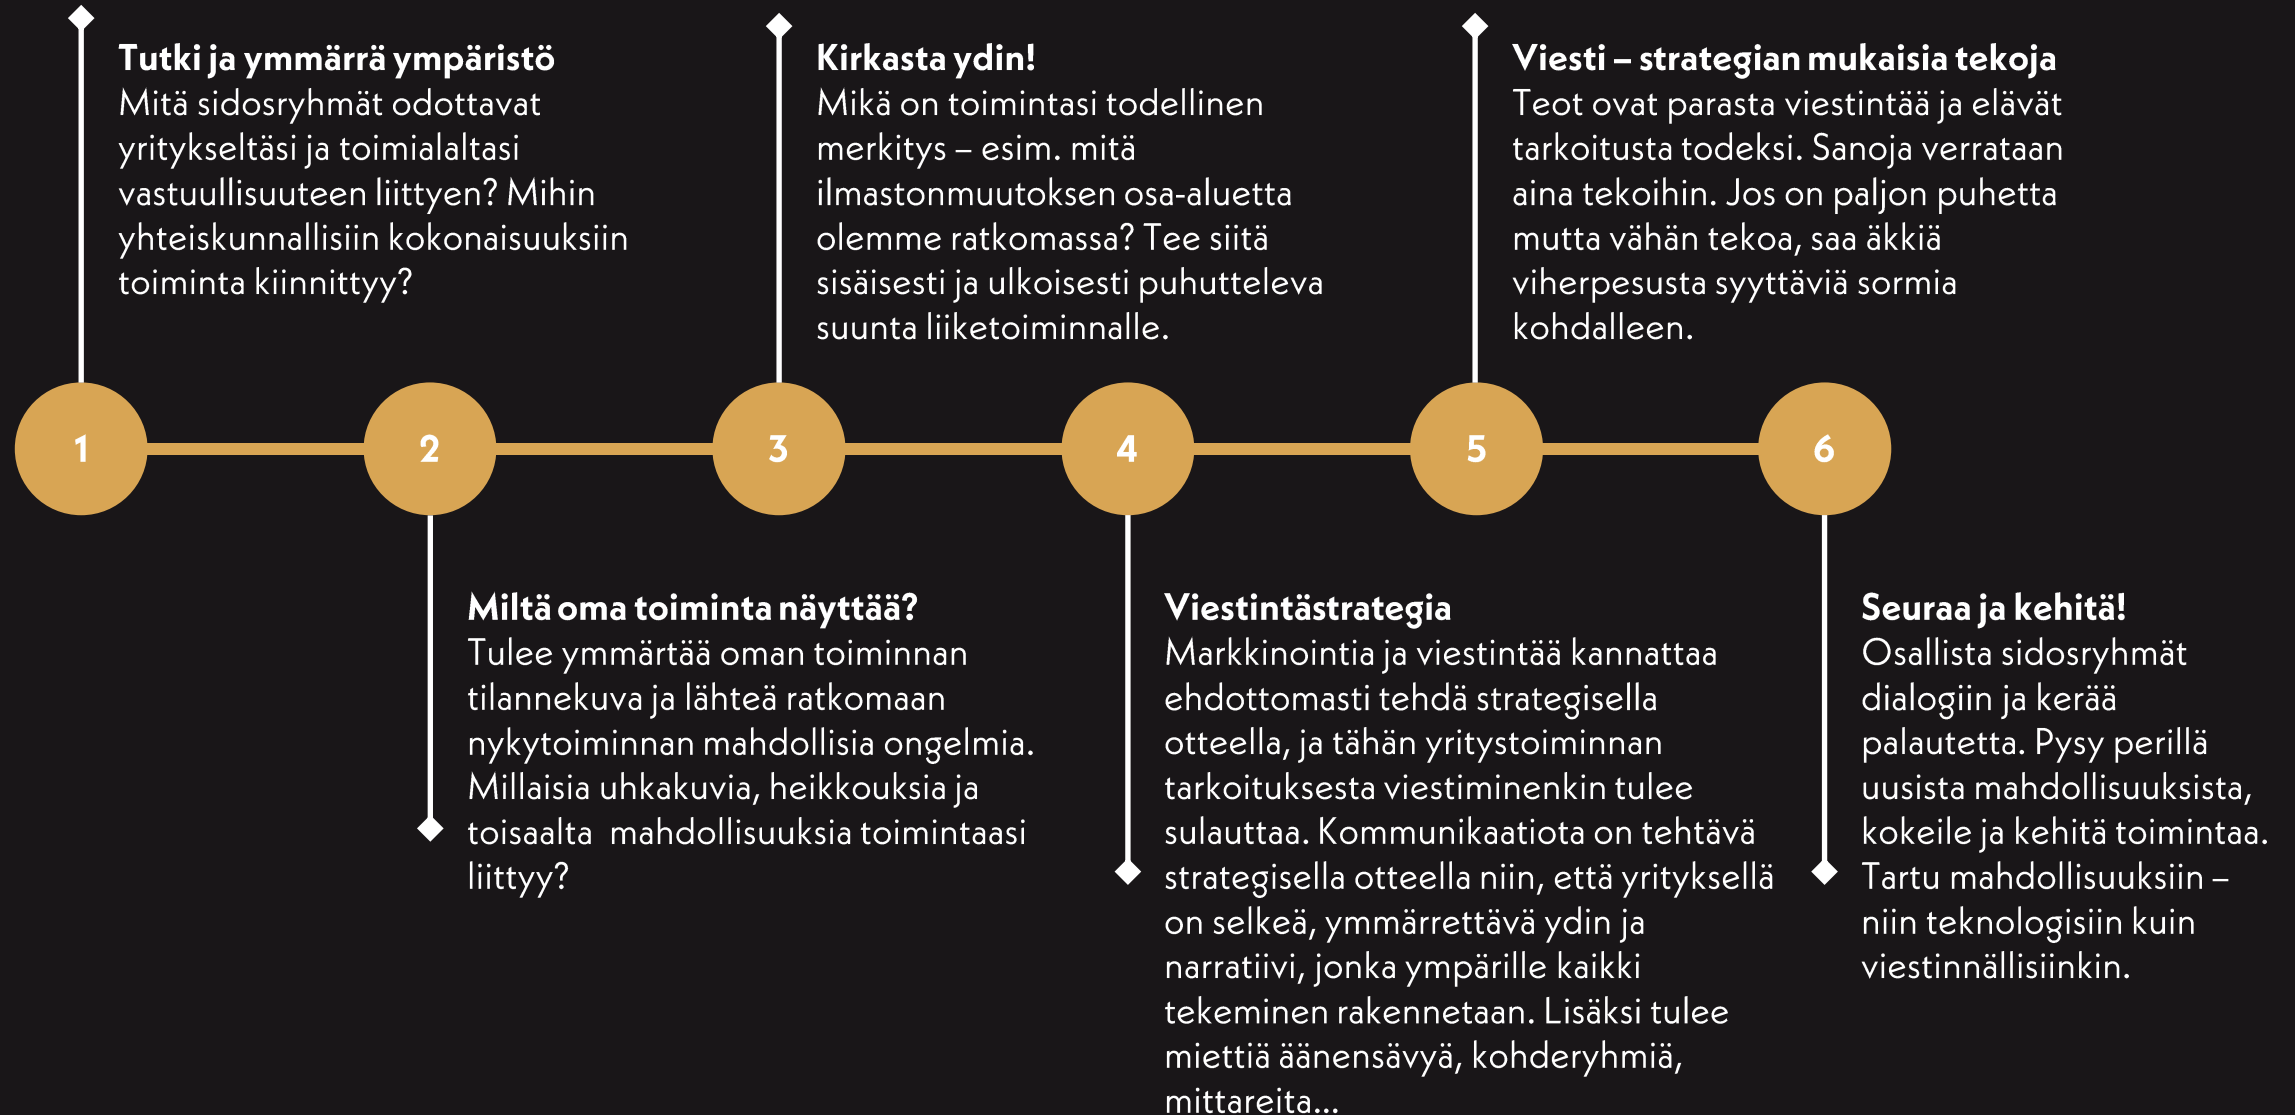 Tutki ja ymmärrä ympäristö
Mitä sidosryhmät odottavat
yritykseltäsi ja toimialaltasi
vastuullisuuteen liittyen? Mihin
yhteiskunnallisiin kokonaisuuksiin
toiminta kiinnittyy?
Kirkasta ydin!
Mikä on toimintasi todellinen
merkitys – esim. mitä
ilmastonmuutoksen osa-aluetta
olemme ratkomassa? Tee siitä
sisäisesti ja ulkoisesti puhutteleva
suunta liiketoiminnalle.
Viesti – strategian mukaisia tekoja
Teot ovat parasta viestintää ja elävät
tarkoitusta todeksi. Sanoja verrataan
aina tekoihin. Jos on paljon puhetta
mutta vähän tekoa, saa äkkiä
viherpesusta syyttäviä sormia
kohdalleen.
1
2
3
4
5
6
Miltä oma toiminta näyttää?
Tulee ymmärtää oman toiminnan
tilannekuva ja lähteä ratkomaan
nykytoiminnan mahdollisia ongelmia.
Millaisia uhkakuvia, heikkouksia ja
toisaalta  mahdollisuuksia toimintaasi
liittyy?
Viestintästrategia
Markkinointia ja viestintää kannattaa
ehdottomasti tehdä strategisella
otteella, ja tähän yritystoiminnan
tarkoituksesta viestiminenkin tulee
sulauttaa. Kommunikaatiota on tehtävä
strategisella otteella niin, että yrityksellä
on selkeä, ymmärrettävä ydin ja
narratiivi, jonka ympärille kaikki
tekeminen rakennetaan. Lisäksi tulee
miettiä äänensävyä, kohderyhmiä,
mittareita...
Seuraa ja kehitä!
Osallista sidosryhmät
dialogiin ja kerää
palautetta. Pysy perillä
uusista mahdollisuuksista,
kokeile ja kehitä toimintaa.
Tartu mahdollisuuksiin –
niin teknologisiin kuin
viestinnällisiinkin.